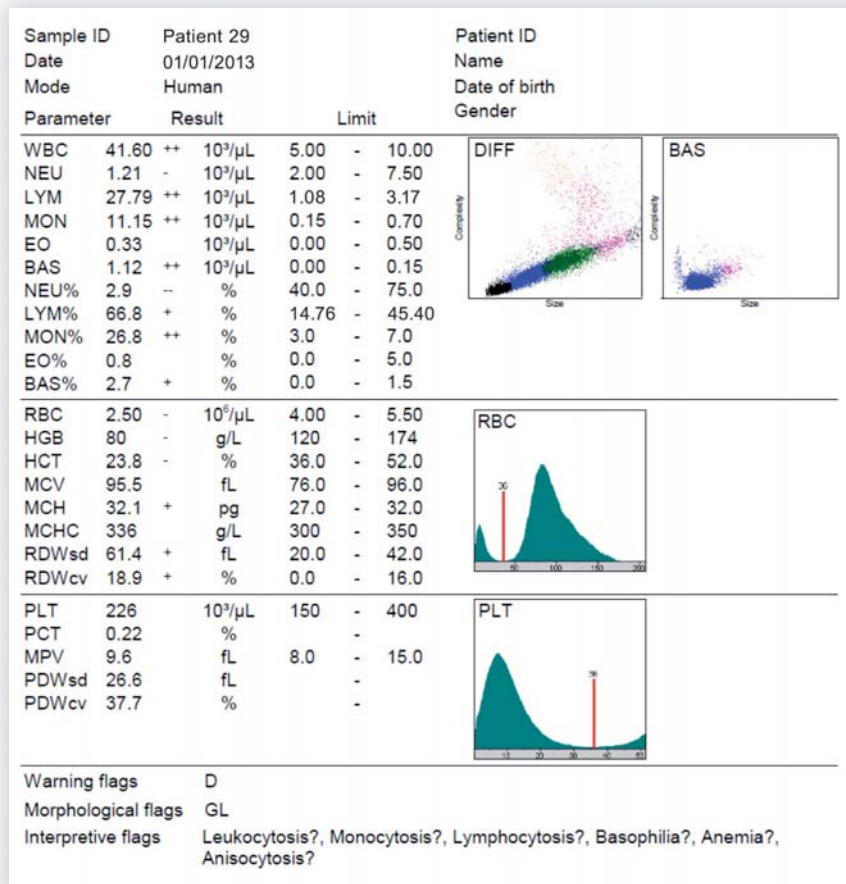 Sample ID Patient 29 Patient ID
Date 01/01/2013 Name
Mode Human Date of birth
Gender
Parameter Result Limit
WBC 41.60 ++ 10³/µL 5.00 - 10.00
NEU 1.21 - 10³/µL 2.00 - 7.50
LYM 27.79 ++ 10³/µL 1.08 - 3.17
MON 11.15 ++ 10³/µL 0.15 - 0.70
EO 0.33 10³/µL 0.00 - 0.50
BAS 1.12 ++ 10³/µL 0.00 - 0.15
NEU% 2.9 -- % 40.0 - 75.0
LYM% 66.8 + % 14.76 - 45.40
MON% 26.8 ++ % 3.0 - 7.0
EO% 0.8 % 0.0 - 5.0
BAS% 2.7 + % 0.0 - 1.5
DIFF
Complexity
Size
BAS
Complexity
Size
RBC 2.50 - 10⁶/µL 4.00 - 5.50
HGB 80 - g/L 120 - 174
HCT 23.8 - % 36.0 - 52.0
MCV 95.5 fL 76.0 - 96.0
MCH 32.1 + pg 27.0 - 32.0
MCHC 336 g/L 300 - 350
RDWsd 61.4 + fL 20.0 - 42.0
RDWcv 18.9 + % 0.0 - 16.0
RBC
36
50 100 150 200
PLT 226 10³/µL 150 - 400
PCT 0.22 % -
MPV 9.6 fL 8.0 - 15.0
PDWsd 26.6 fL -
PDWcv 37.7 % -
PLT
36
10 20 30 40 50
Warning flags D
Morphological flags GL
Interpretive flags Leukocytosis?, Monocytosis?, Lymphocytosis?, Basophilia?, Anemia?,
Anisocytosis?